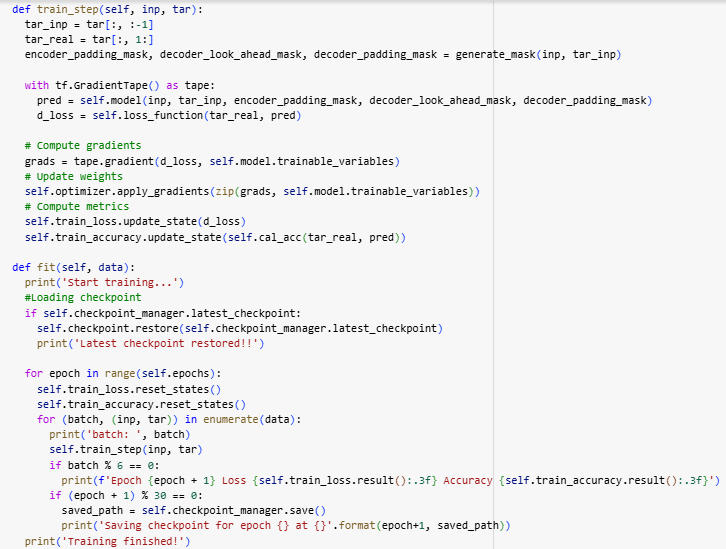 def train_step(self, inp, tar):
  tar_inp = tar[:, :-1]
  tar_real = tar[:, 1:]
  encoder_padding_mask, decoder_look_ahead_mask, decoder_padding_mask = generate_mask(inp, tar_inp)

  with tf.GradientTape() as tape:
    pred = self.model(inp, tar_inp, encoder_padding_mask, decoder_look_ahead_mask, decoder_padding_mask)
    d_loss = self.loss_function(tar_real, pred)

  # Compute gradients
  grads = tape.gradient(d_loss, self.model.trainable_variables)
  # Update weights
  self.optimizer.apply_gradients(zip(grads, self.model.trainable_variables))
  # Compute metrics
  self.train_loss.update_state(d_loss)
  self.train_accuracy.update_state(self.cal_acc(tar_real, pred))

def fit(self, data):
  print('Start training...')
  #Loading checkpoint
  if self.checkpoint_manager.latest_checkpoint:
    self.checkpoint.restore(self.checkpoint_manager.latest_checkpoint)
    print('Latest checkpoint restored!!')

  for epoch in range(self.epochs):
    self.train_loss.reset_states()
    self.train_accuracy.reset_states()
    for (batch, (inp, tar)) in enumerate(data):
      print('batch: ', batch)
      self.train_step(inp, tar)
      if batch % 6 == 0:
        print(f'Epoch {epoch + 1} Loss {self.train_loss.result():.3f} Accuracy {self.train_accuracy.result():.3f}')
      if (epoch + 1) % 30 == 0:
        saved_path = self.checkpoint_manager.save()
        print('Saving checkpoint for epoch {} at {}'.format(epoch+1, saved_path))
  print('Training finished!')